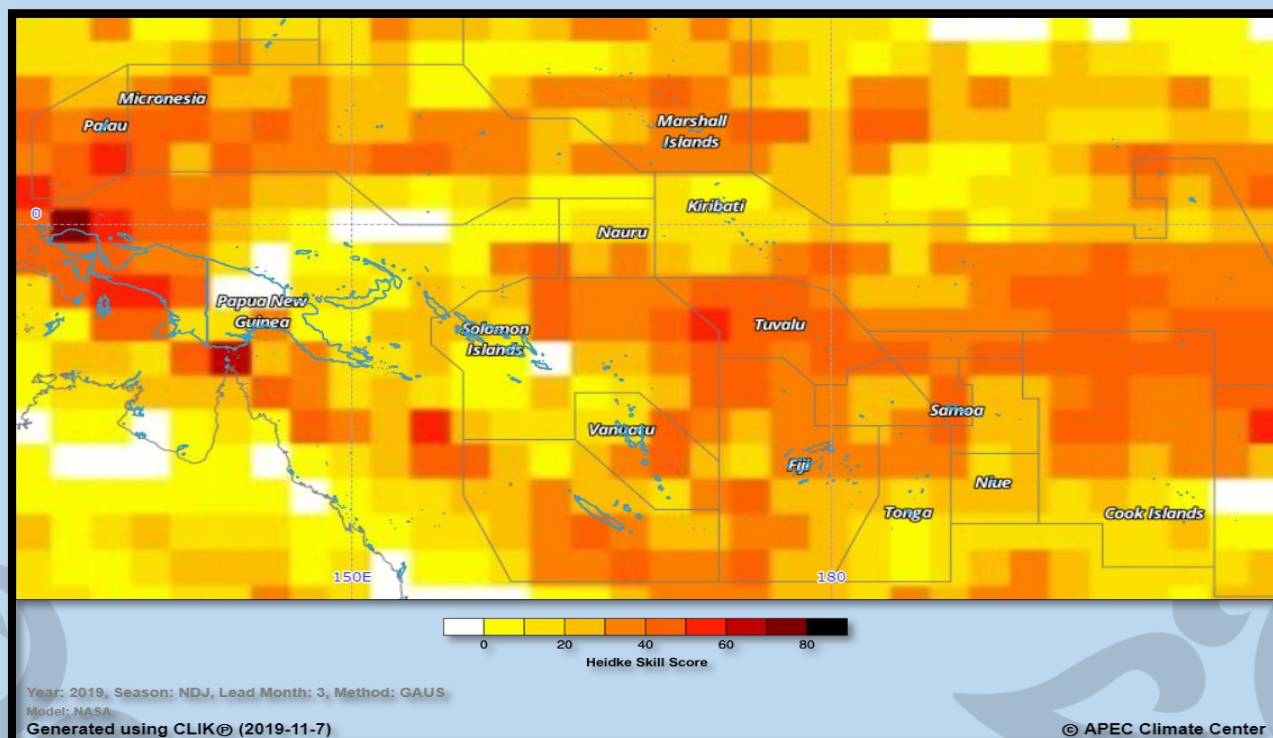 Micronesia
Palau
Marshall
Islands
0
Kiribati
Nauru
Papua New
Guinea
Solomon
Islands
Tuvalu
Samoa
Vanuatu
Fiji
Niue
Tonga
Cook Islands
150E
180
0 20 40 60 80
Heidke Skill Score
Year: 2019, Season: NDJ, Lead Month: 3, Method: GAUS
Model: NASA
Generated using CLIK℗ (2019-11-7)
© APEC Climate Center